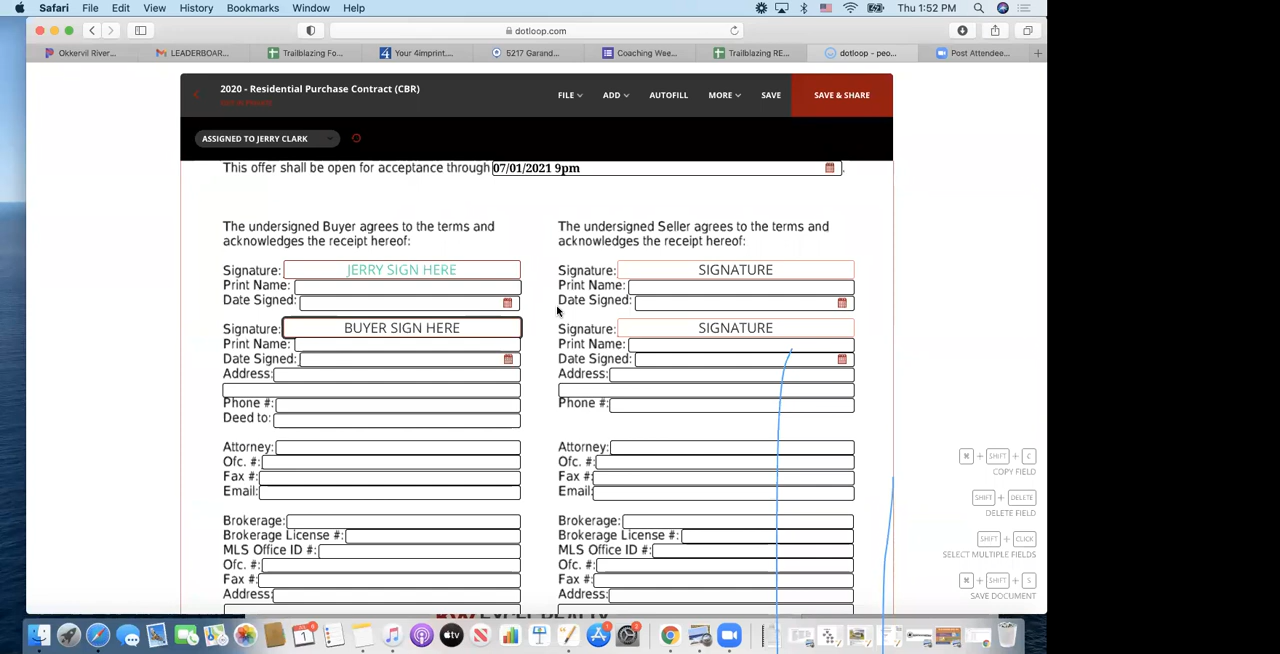 Safari File Edit View History Bookmarks Window Help Thu 1:52 PM
dotloop.com
Okkervil River... LEADERBOAR... Trailblazing Fo... Your 4imprint.... 5217 Garand... Coaching Wee... Trailblazing RE... dotloop - peo... Post Attendee...
2020 - Residential Purchase Contract (CBR)
FILE ADD AUTOFILL MORE SAVE SAVE & SHARE
ASSIGNED TO JERRY CLARK
This offer shall be open for acceptance through 07/01/2021 9pm .
The undersigned Buyer agrees to the terms and
acknowledges the receipt hereof:
Signature: JERRY SIGN HERE
Print Name:
Date Signed:
Signature: BUYER SIGN HERE
Print Name:
Date Signed:
Address:
Phone #:
Deed to:
Attorney:
Ofc. #:
Fax #:
Email:
Brokerage:
Brokerage License #:
MLS Office ID #:
Ofc. #:
Fax #:
Address:
The undersigned Seller agrees to the terms and
acknowledges the receipt hereof:
Signature: SIGNATURE
Print Name:
Date Signed:
Signature: SIGNATURE
Print Name:
Date Signed:
Address:
Phone #:
Attorney:
Ofc. #:
Fax #:
Email:
Brokerage:
Brokerage License #:
MLS Office ID #:
Ofc. #:
Fax #:
Address:
⌘ + SHIFT + C
COPY FIELD
SHIFT + DELETE
DELETE FIELD
SHIFT + CLICK
SELECT MULTIPLE FIELDS
⌘ + SHIFT + S
SAVE DOCUMENT